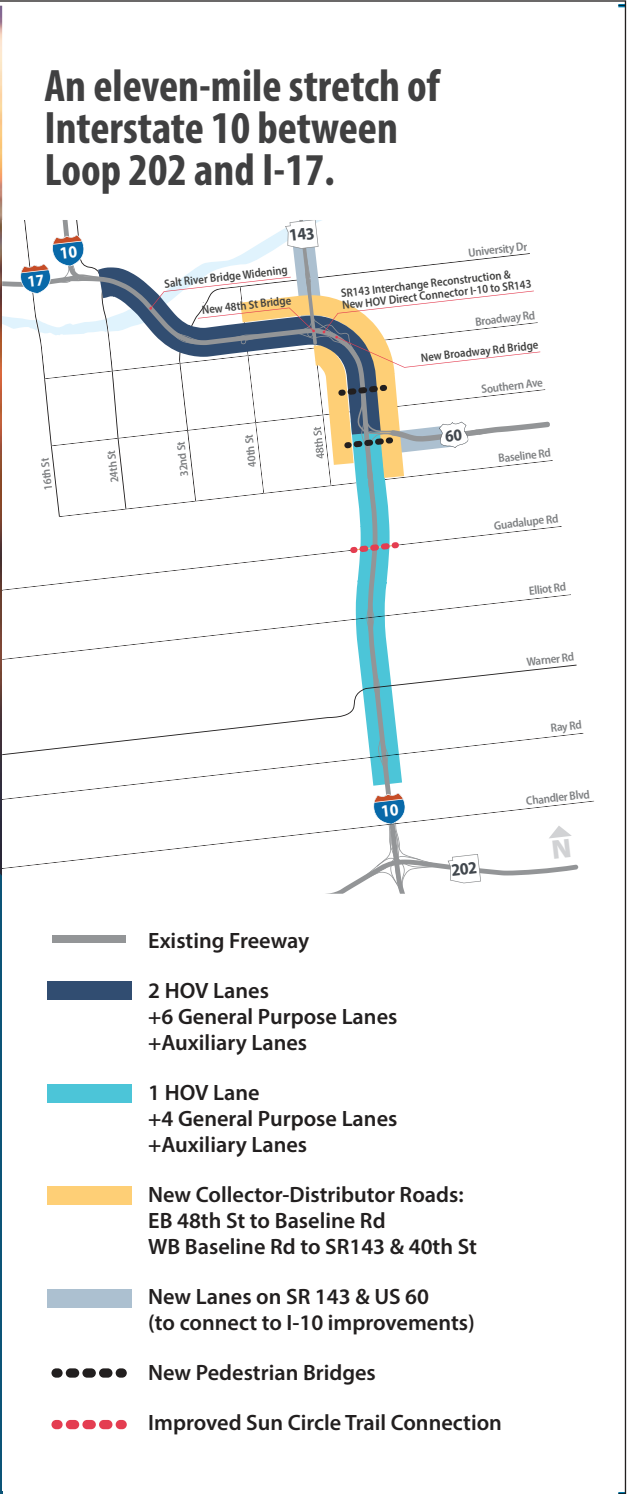 An eleven-mile stretch of
Interstate 10 between
Loop 202 and I-17.
143
10
17
University Dr
Salt River Bridge Widening
SR143 Interchange Reconstruction &
New HOV Direct Connector I-10 to SR143
New 48th St Bridge
Broadway Rd
New Broadway Rd Bridge
Southern Ave
60
16th St
24th St
32nd St
40th St
48th St
Baseline Rd
Guadalupe Rd
Elliot Rd
Warner Rd
Ray Rd
Chandler Blvd
10
N
202
Existing Freeway
2 HOV Lanes
+6 General Purpose Lanes
+Auxiliary Lanes
1 HOV Lane
+4 General Purpose Lanes
+Auxiliary Lanes
New Collector-Distributor Roads:
EB 48th St to Baseline Rd
WB Baseline Rd to SR143 & 40th St
New Lanes on SR 143 & US 60
(to connect to I-10 improvements)
New Pedestrian Bridges
Improved Sun Circle Trail Connection